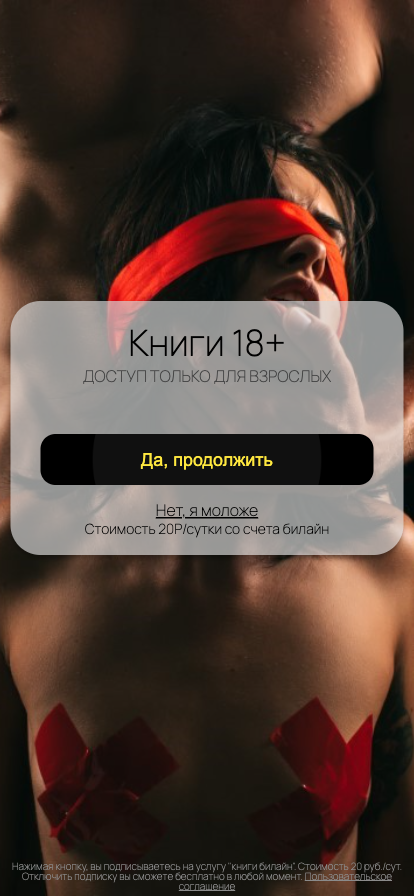 Книги 18+
ДОСТУП ТОЛЬКО ДЛЯ ВЗРОСЛЫХ
Да, продолжить
Нет, я моложе
Стоимость 20Р/сутки со счета билайн
Нажимая кнопку, вы подписываетесь на услугу "книги билайн". Стоимость 20 руб./сут.
Отключить подписку вы сможете бесплатно в любой момент. Пользовательское
соглашение